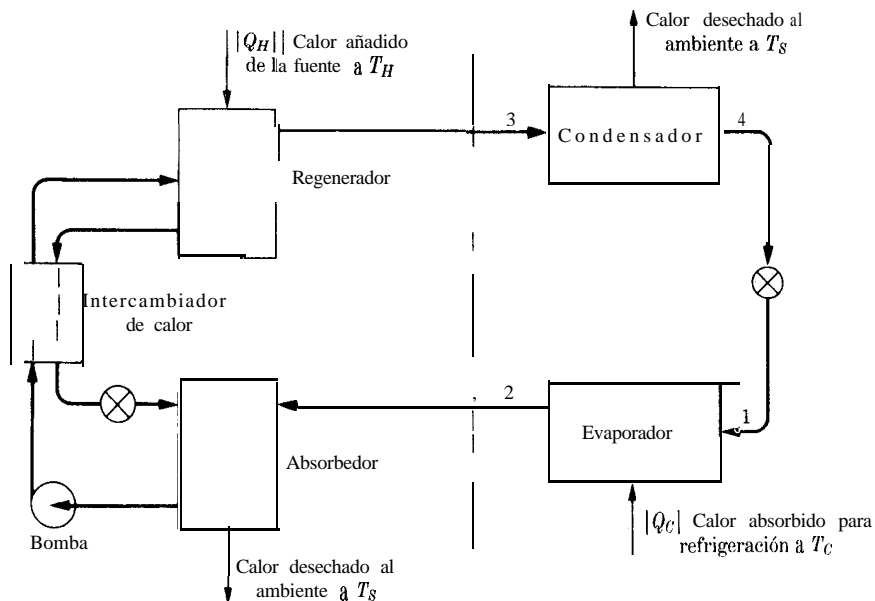 |Q_H|| Calor añadido
de la fuente a T_H
Calor desechado al
ambiente a T_S
3
Condensador
4
Regenerador
Intercambiador
de calor
2
1
Evaporador
Absorbedor
Bomba
|Q_C| Calor absorbido para
refrigeración a T_C
Calor desechado al
ambiente a T_S